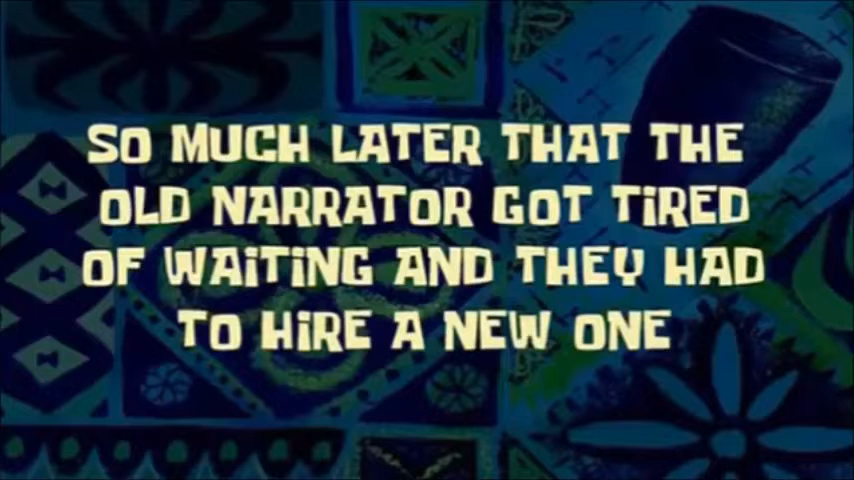 SO MUCH LATER THAT THE
OLD NARRATOR GOT TiRED
OF WAiTiNG AND THEY HAD
TO HiRE A NEW ONE